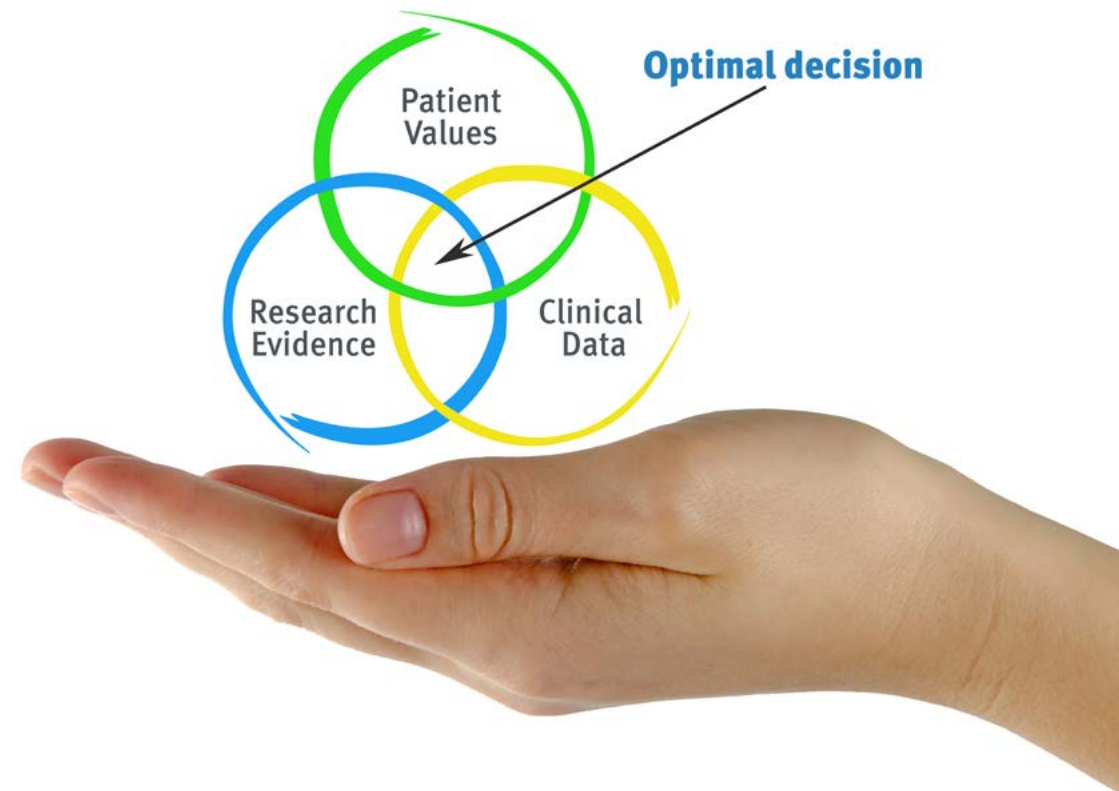 Optimal decision
Patient
Values
Research
Evidence
Clinical
Data